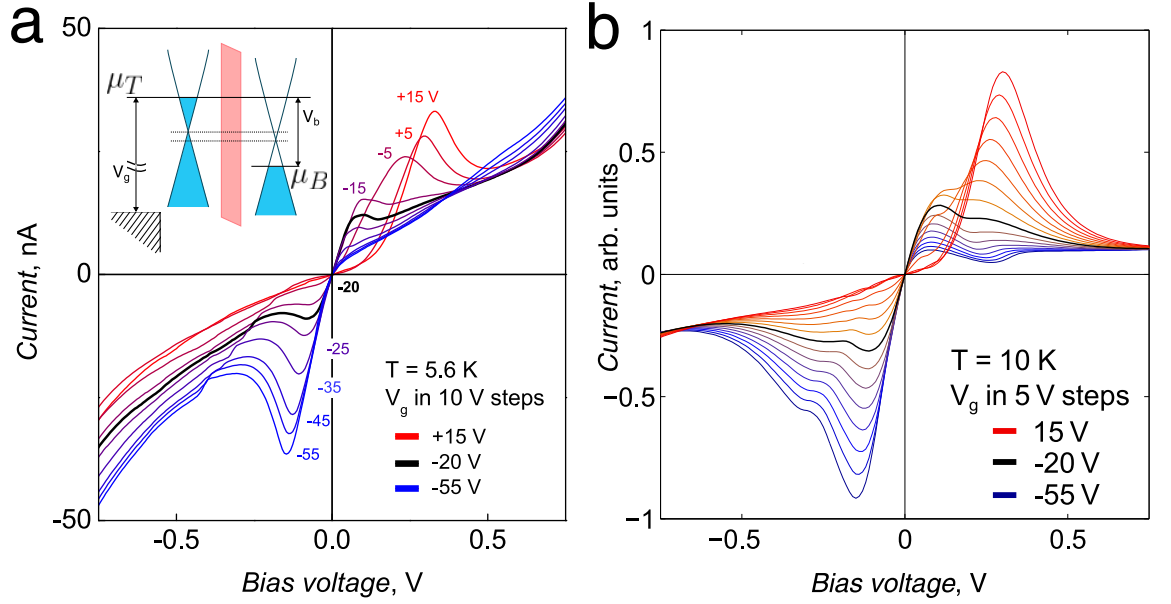 a
50
25
0
-25
-50
Current, nA
-0.5
0.0
0.5
Bias voltage, V
μT
Vg
Vb
μB
+15 V
+5
-5
-15
-20
-25
-35
-45
-55
T = 5.6 K
Vg in 10 V steps
+15 V
-20 V
-55 V
b
1
0.5
0
−0.5
−1
Current, arb. units
−0.5
0
0.5
Bias voltage, V
T = 10 K
Vg in 5 V steps
15 V
-20 V
-55 V